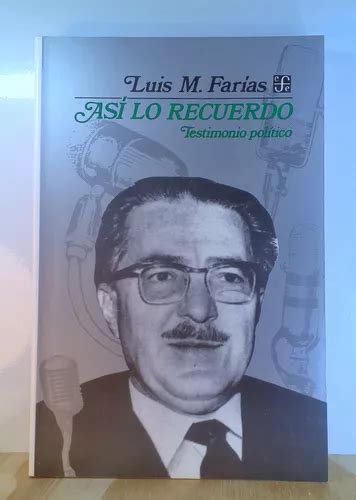 Luis M. Farías
ASÍ LO RECUERDO
Testimonio político